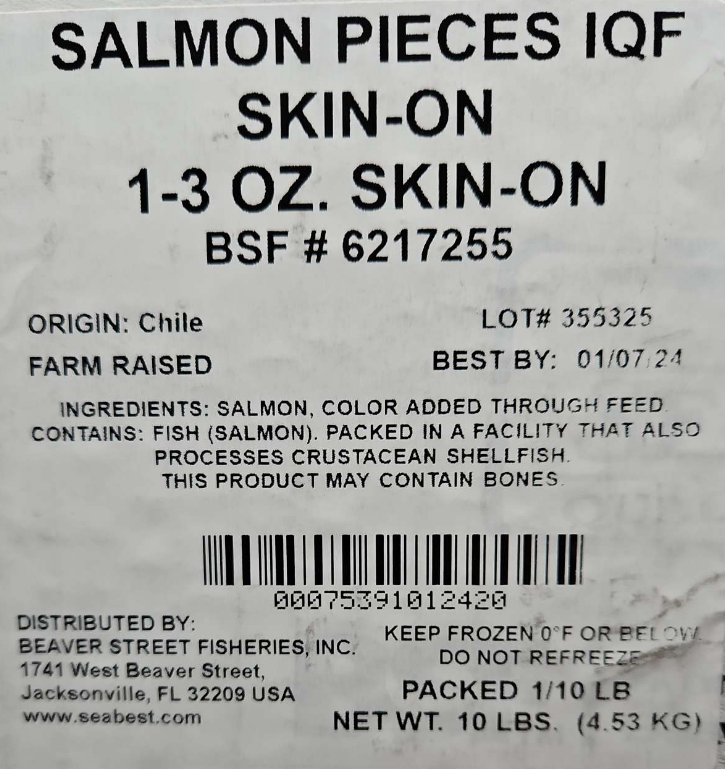 SALMON PIECES IQF
SKIN-ON
1-3 OZ. SKIN-ON
BSF # 6217255
ORIGIN: Chile
LOT# 355325
FARM RAISED
BEST BY: 01/07/24
INGREDIENTS: SALMON, COLOR ADDED THROUGH FEED.
CONTAINS: FISH (SALMON). PACKED IN A FACILITY THAT ALSO
PROCESSES CRUSTACEAN SHELLFISH.
THIS PRODUCT MAY CONTAIN BONES.
00075391012420
DISTRIBUTED BY:
BEAVER STREET FISHERIES, INC.
1741 West Beaver Street,
Jacksonville, FL 32209 USA
www.seabest.com
KEEP FROZEN 0°F OR BELOW
DO NOT REFREEZE
PACKED 1/10 LB
NET WT. 10 LBS. (4.53 KG)